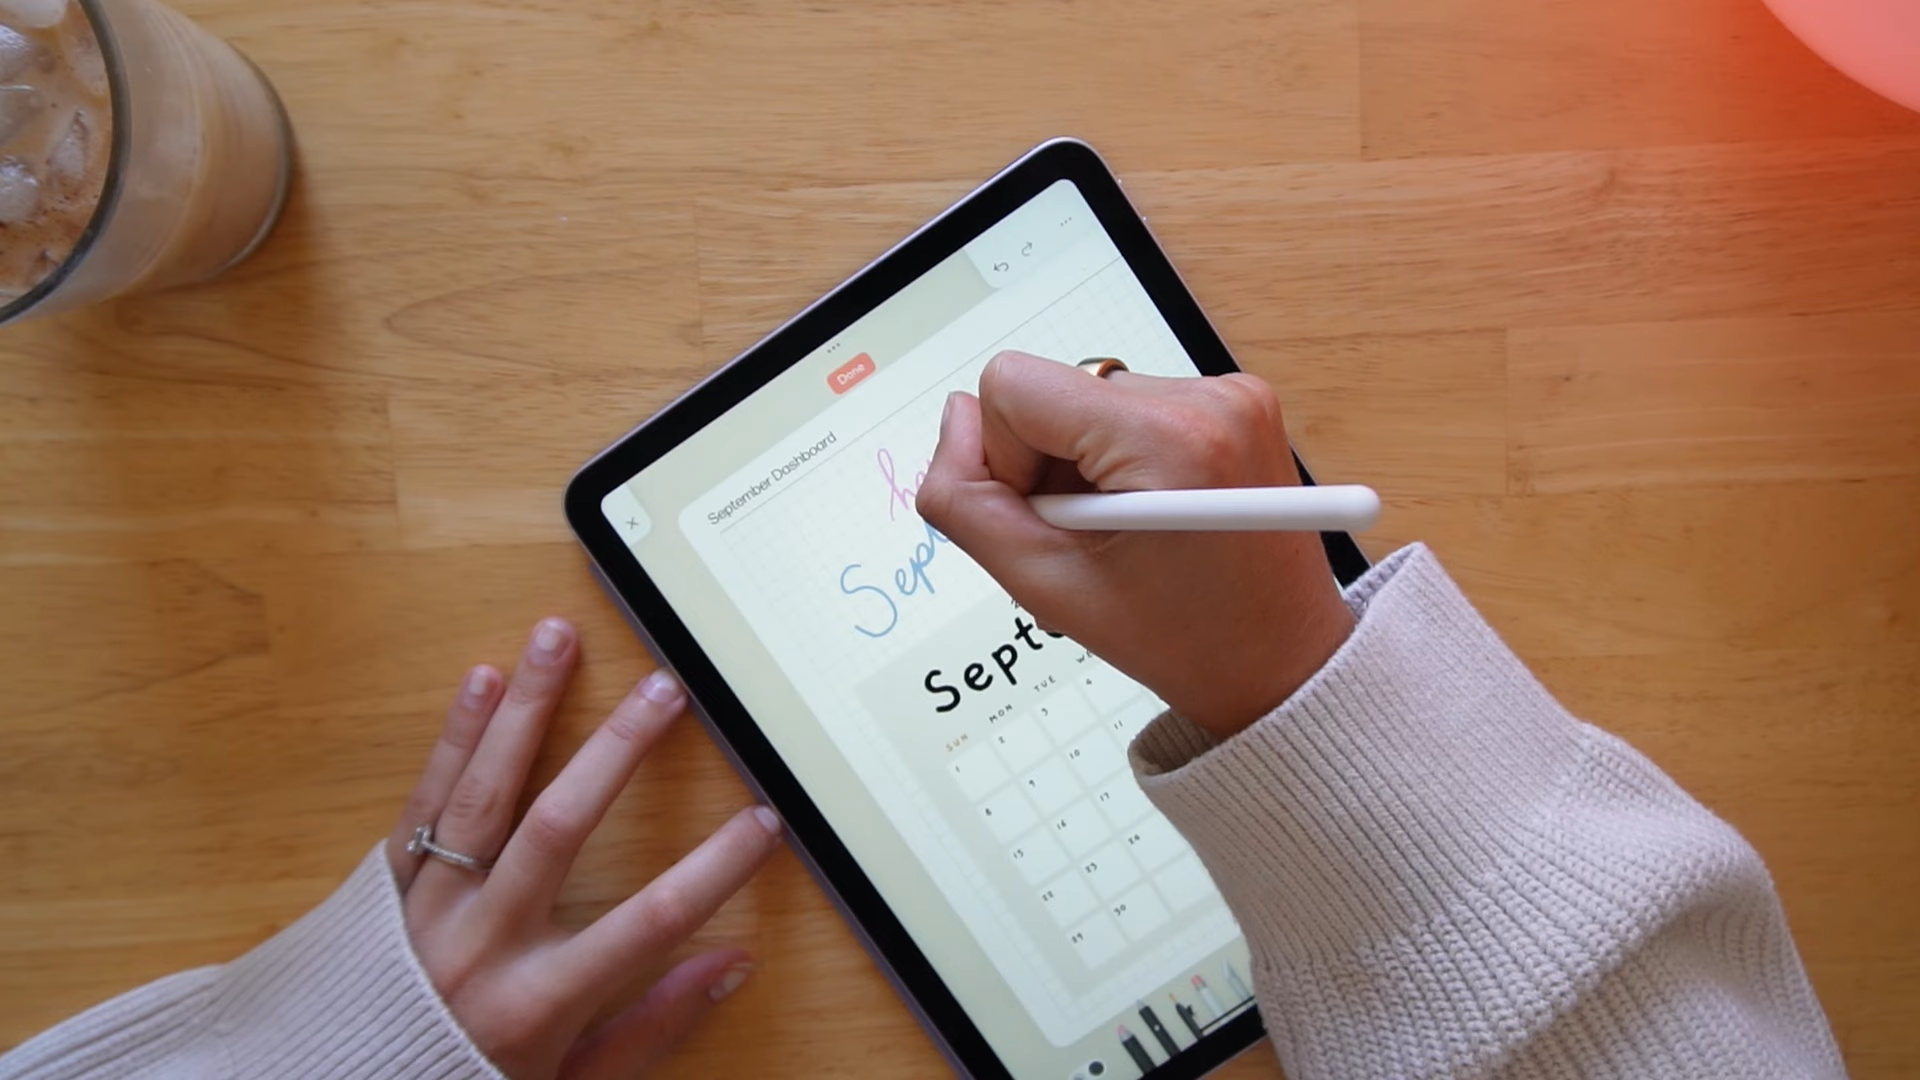 Done
September Dashboard
Sept
SUN MON TUE
1 2 3 4
8 9 10 11
15 16 17
22 23 24
29 30